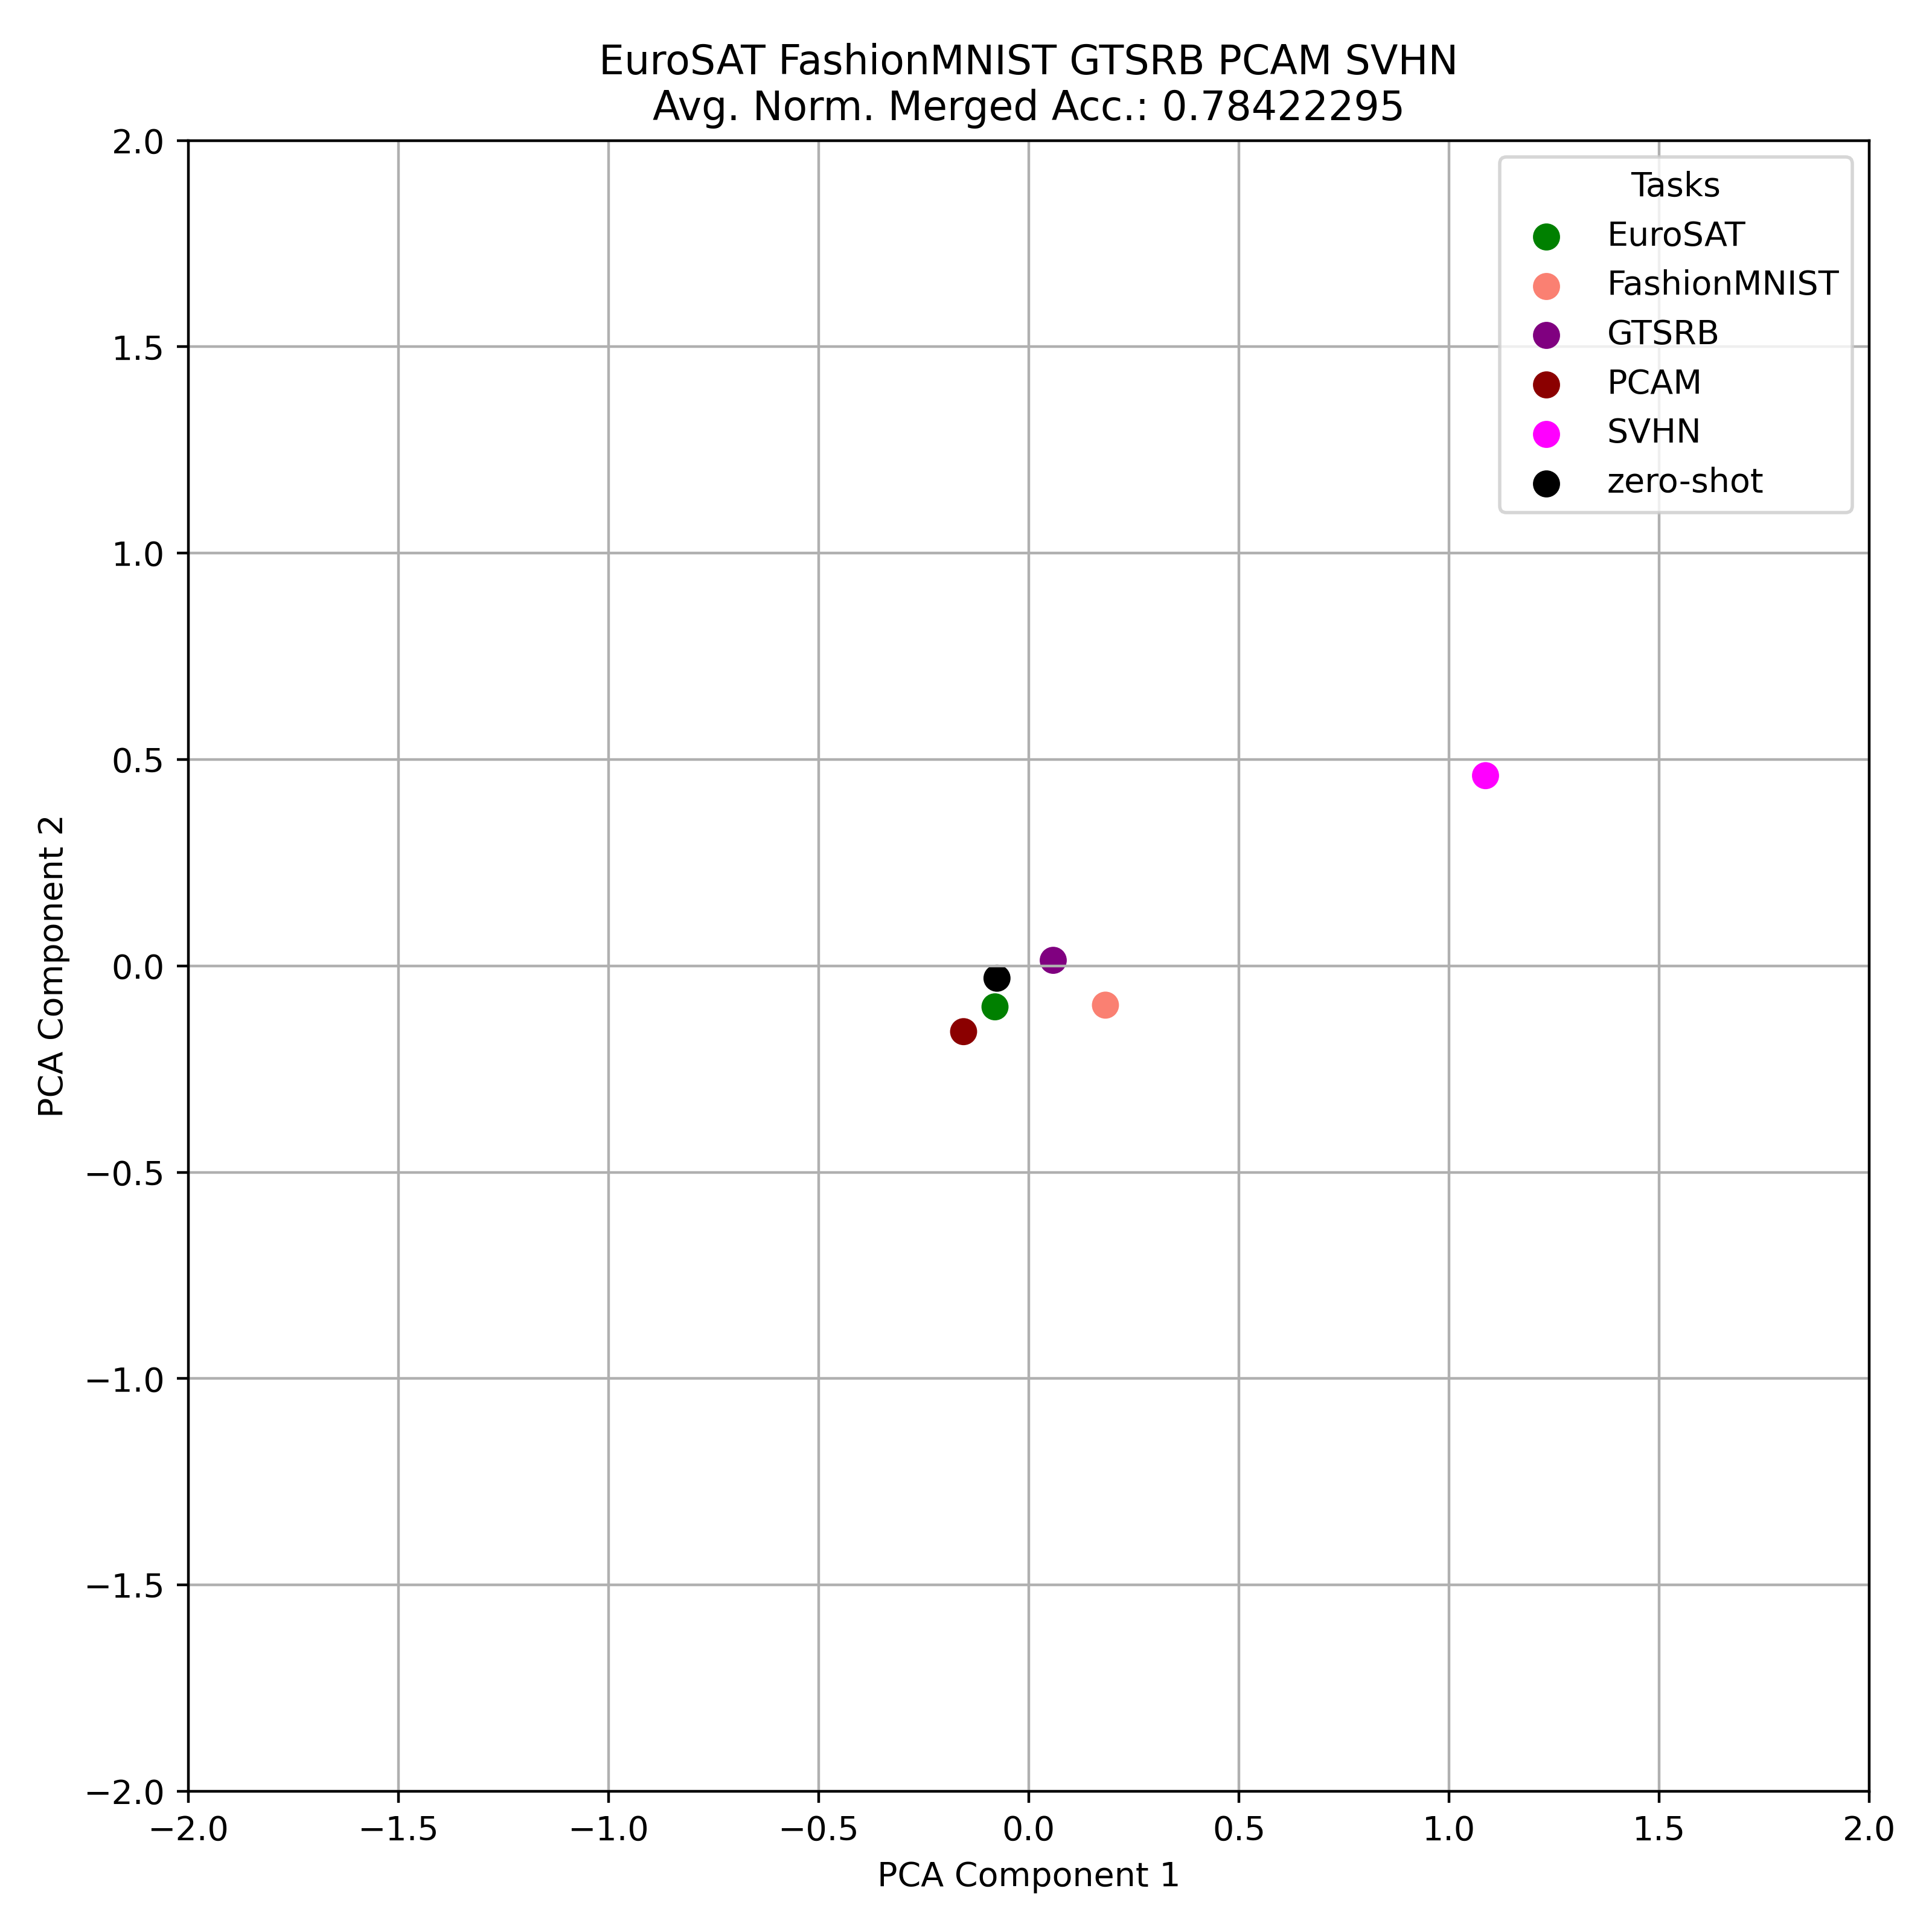 EuroSAT FashionMNIST GTSRB PCAM SVHN
Avg. Norm. Merged Acc.: 0.78422295
Tasks
EuroSAT
FashionMNIST
GTSRB
PCAM
SVHN
zero-shot
PCA Component 2
2.0
1.5
1.0
0.5
0.0
−0.5
−1.0
−1.5
−2.0
−2.0 −1.5 −1.0 −0.5 0.0 0.5 1.0 1.5 2.0
PCA Component 1